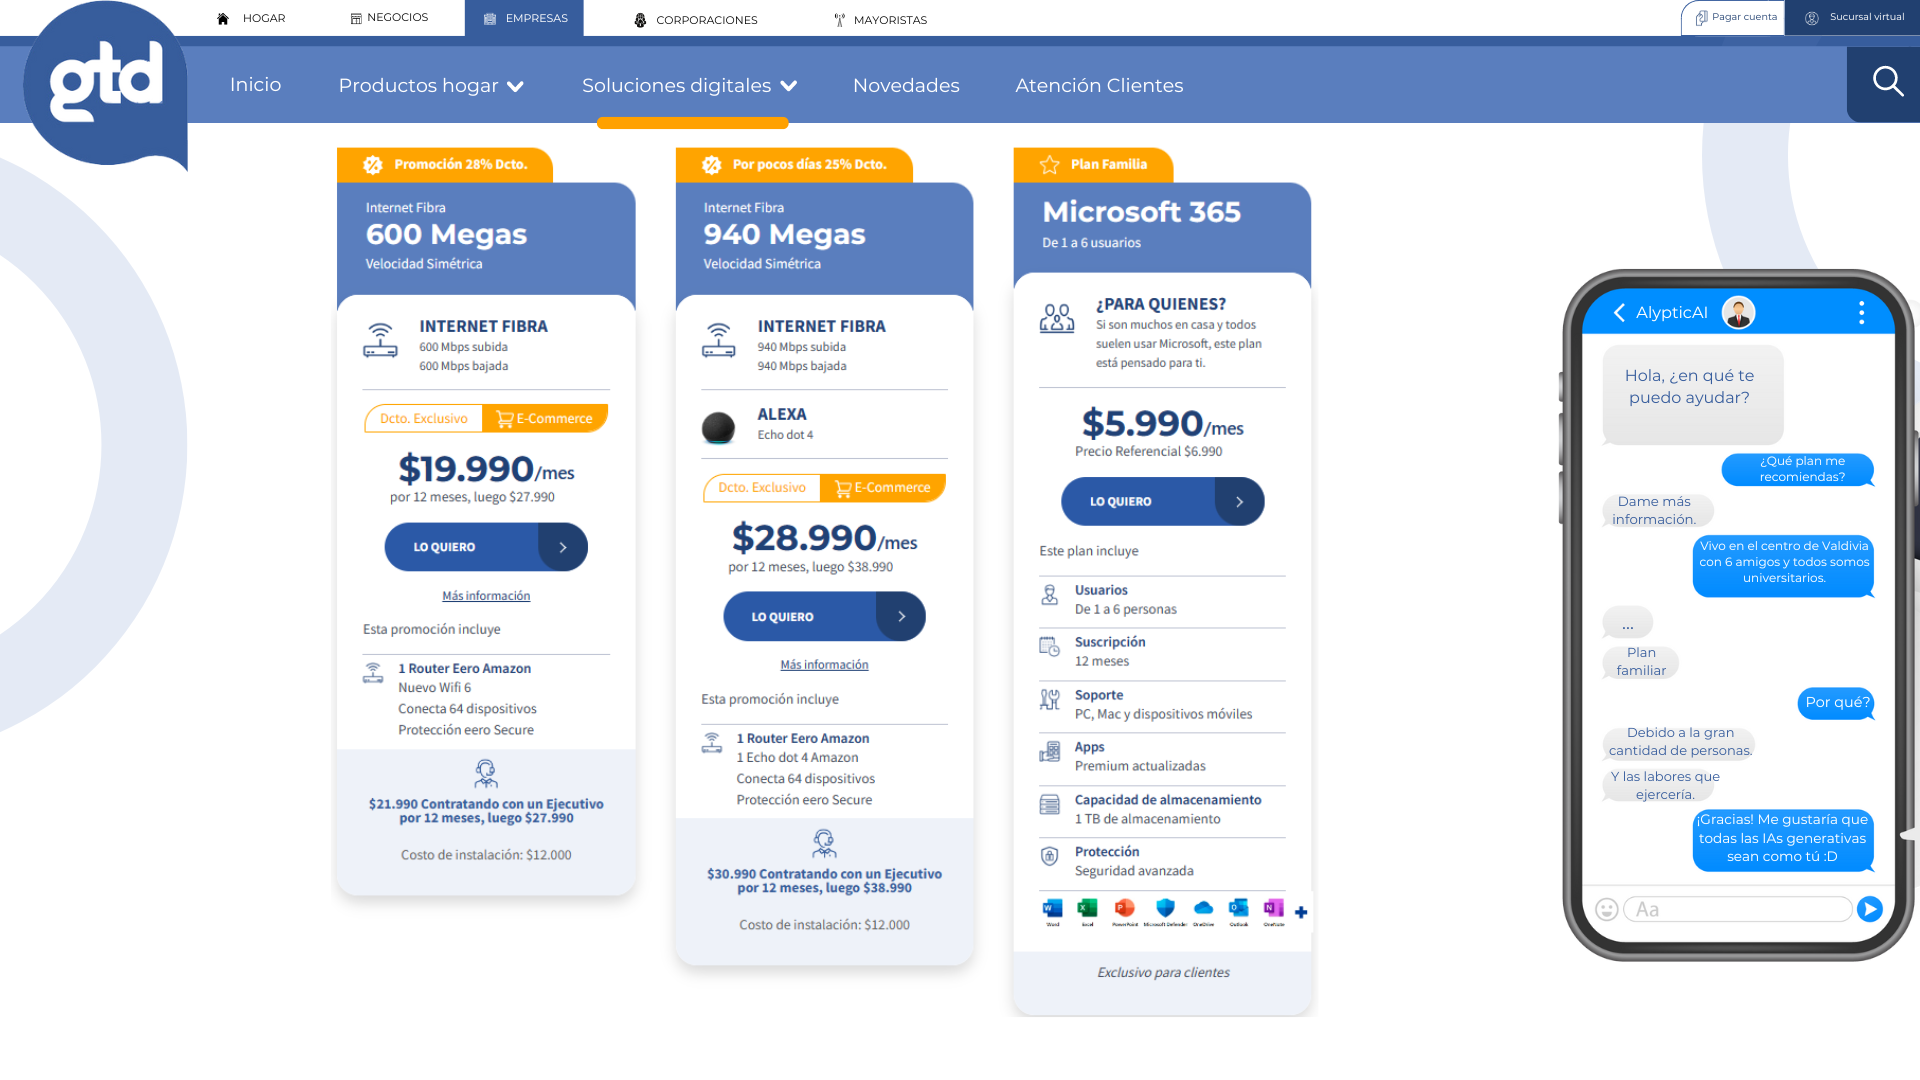 HOGAR
NEGOCIOS
EMPRESAS
CORPORACIONES
MAYORISTAS
Pagar cuenta
Sucursal virtual
gtd
Inicio
Productos hogar
Soluciones digitales
Novedades
Atención Clientes
Promoción 28% Dcto.
Internet Fibra
600 Megas
Velocidad Simétrica
INTERNET FIBRA
600 Mbps subida
600 Mbps bajada
Dcto. Exclusivo
E-Commerce
$19.990/mes
por 12 meses, luego $27.990
LO QUIERO
Más información
Esta promoción incluye
1 Router Eero Amazon
Nuevo Wifi 6
Conecta 64 dispositivos
Protección eero Secure
$21.990 Contratando con un Ejecutivo
por 12 meses, luego $27.990
Costo de instalación: $12.000
Por pocos días 25% Dcto.
Internet Fibra
940 Megas
Velocidad Simétrica
INTERNET FIBRA
940 Mbps subida
940 Mbps bajada
ALEXA
Echo dot 4
Dcto. Exclusivo
E-Commerce
$28.990/mes
por 12 meses, luego $38.990
LO QUIERO
Más información
Esta promoción incluye
1 Router Eero Amazon
1 Echo dot 4 Amazon
Conecta 64 dispositivos
Protección eero Secure
$30.990 Contratando con un Ejecutivo
por 12 meses, luego $38.990
Costo de instalación: $12.000
Plan Familia
Microsoft 365
De 1 a 6 usuarios
¿PARA QUIENES?
Si son muchos en casa y todos
suelen usar Microsoft, este plan
está pensado para ti.
$5.990/mes
Precio Referencial $6.990
LO QUIERO
Este plan incluye
Usuarios
De 1 a 6 personas
Suscripción
12 meses
Soporte
PC, Mac y dispositivos móviles
Apps
Premium actualizadas
Capacidad de almacenamiento
1 TB de almacenamiento
Protección
Seguridad avanzada
Word
Excel
PowerPoint
Microsoft Defender
OneDrive
Outlook
OneNote
Exclusivo para clientes
AlypticAI
Hola, ¿en qué te
puedo ayudar?
¿Qué plan me
recomiendas?
Dame más
información.
Vivo en el centro de Valdivia
con 6 amigos y todos somos
universitarios.
...
Plan
familiar
Por qué?
Debido a la gran
cantidad de personas.
Y las labores que
ejercería.
¡Gracias! Me gustaría que
todas las IAs generativas
sean como tú :D
Aa